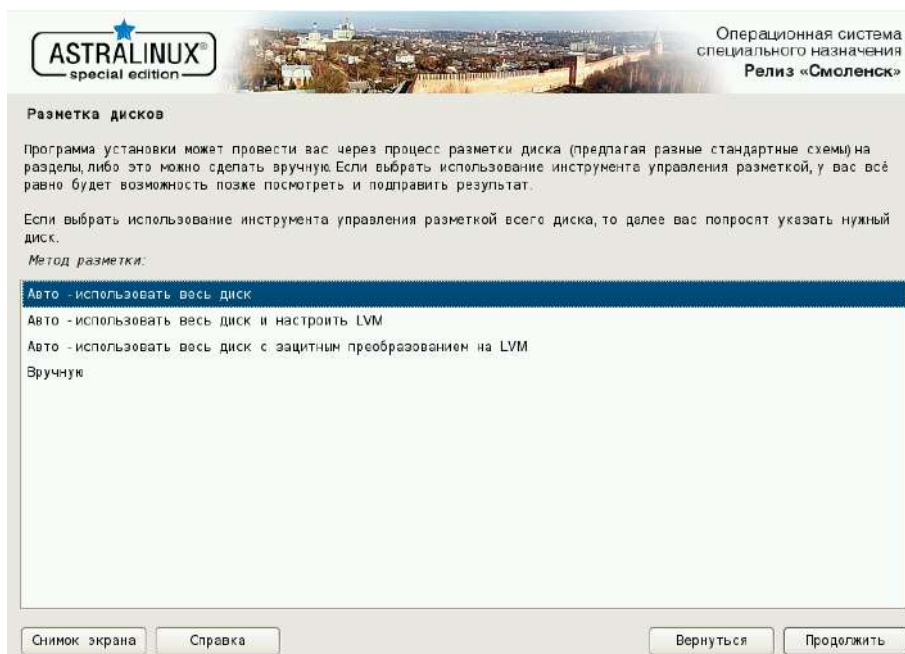 ASTRALINUX®
special edition
Операционная система
специального назначения
Релиз «Смоленск»
Разметка дисков
Программа установки может провести вас через процесс разметки диска (предлагая разные стандартные схемы) на
разделы, либо это можно сделать вручную. Если выбрать использование инструмента управления разметкой, у вас всё
равно будет возможность позже посмотреть и подправить результат.
Если выбрать использование инструмента управления разметкой всего диска, то далее вас попросят указать нужный
диск.
Метод разметки:
Авто - использовать весь диск
Авто - использовать весь диск и настроить LVM
Авто - использовать весь диск с защитным преобразованием на LVM
Вручную
Снимок экрана
Справка
Вернуться
Продолжить